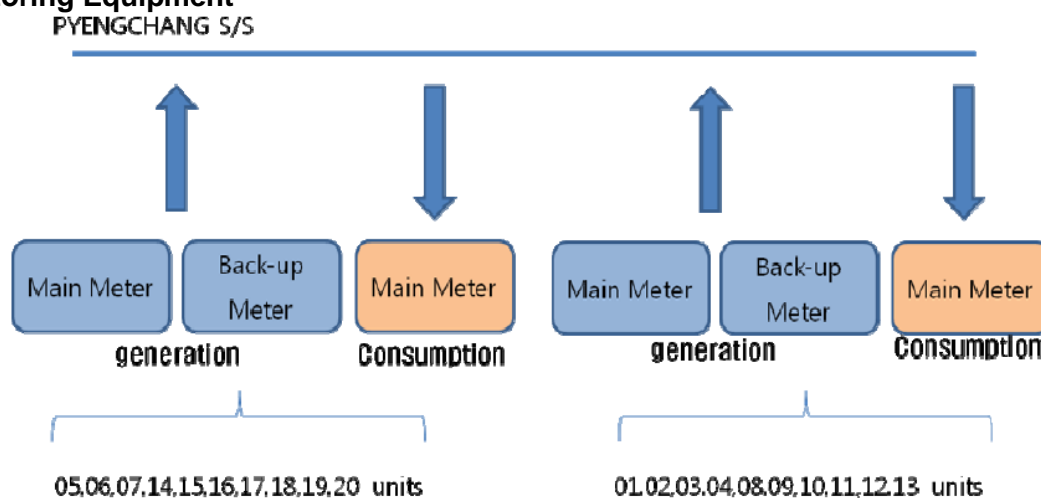 oring Equipment
PYENGCHANG S/S
Main Meter
Back-up
Meter
Main Meter
Main Meter
Back-up
Meter
Main Meter
generation
Consumption
generation
Consumption
05,06,07,14,15,16,17,18,19,20 units
01,02,03,04,08,09,10,11,12,13 units